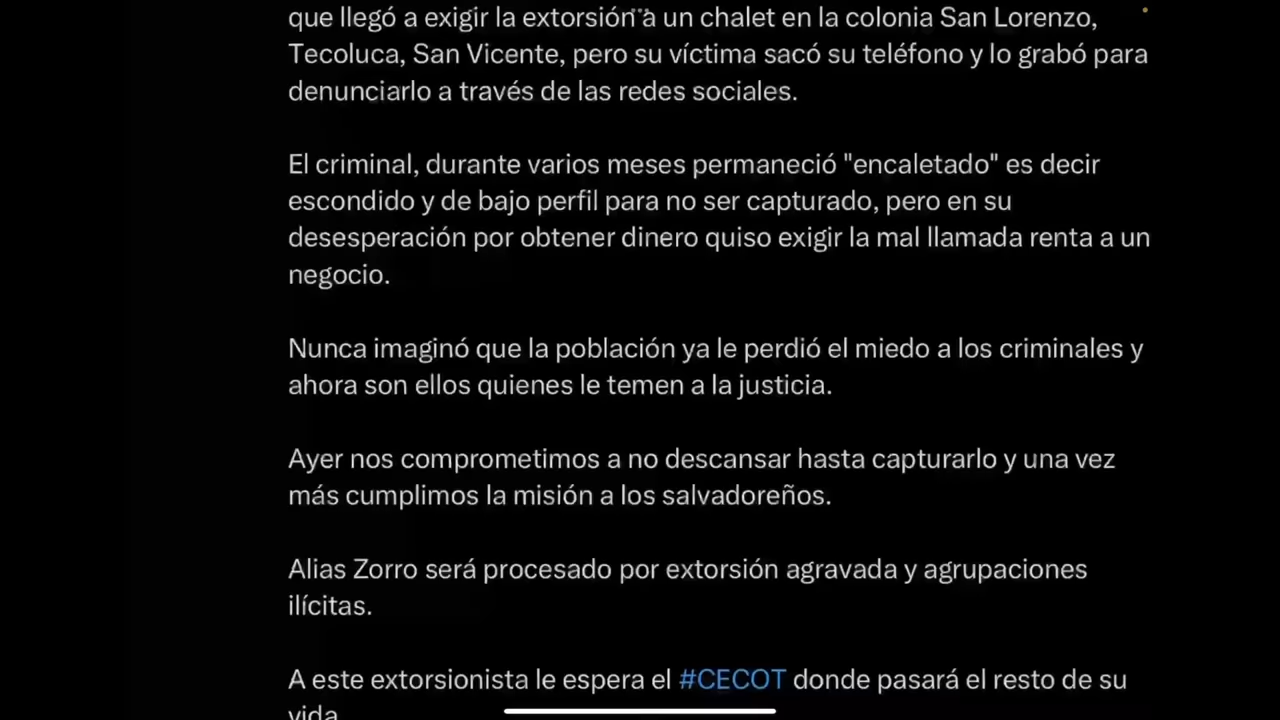 que llegó a exigir la extorsión a un chalet en la colonia San Lorenzo,
Tecoluca, San Vicente, pero su víctima sacó su teléfono y lo grabó para
denunciarlo a través de las redes sociales.
El criminal, durante varios meses permaneció "encaletado" es decir
escondido y de bajo perfil para no ser capturado, pero en su
desesperación por obtener dinero quiso exigir la mal llamada renta a un
negocio.
Nunca imaginó que la población ya le perdió el miedo a los criminales y
ahora son ellos quienes le temen a la justicia.
Ayer nos comprometimos a no descansar hasta capturarlo y una vez
más cumplimos la misión a los salvadoreños.
Alias Zorro será procesado por extorsión agravada y agrupaciones
ilícitas.
A este extorsionista le espera el #CECOT donde pasará el resto de su
vida